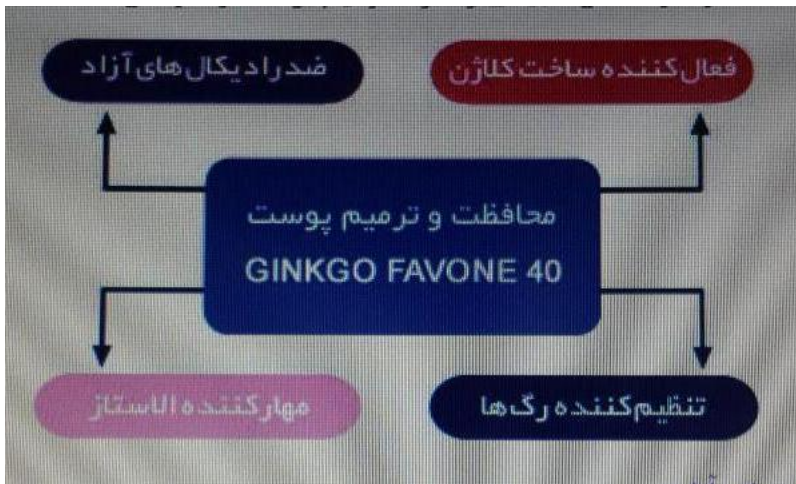 فعال‌کننده ساخت کلاژن
ضد رادیکال‌های آزاد
محافظت و ترمیم پوست
GINKGO FAVONE 40
تنظیم‌کننده رگ‌ها
مهارکننده الاستاز